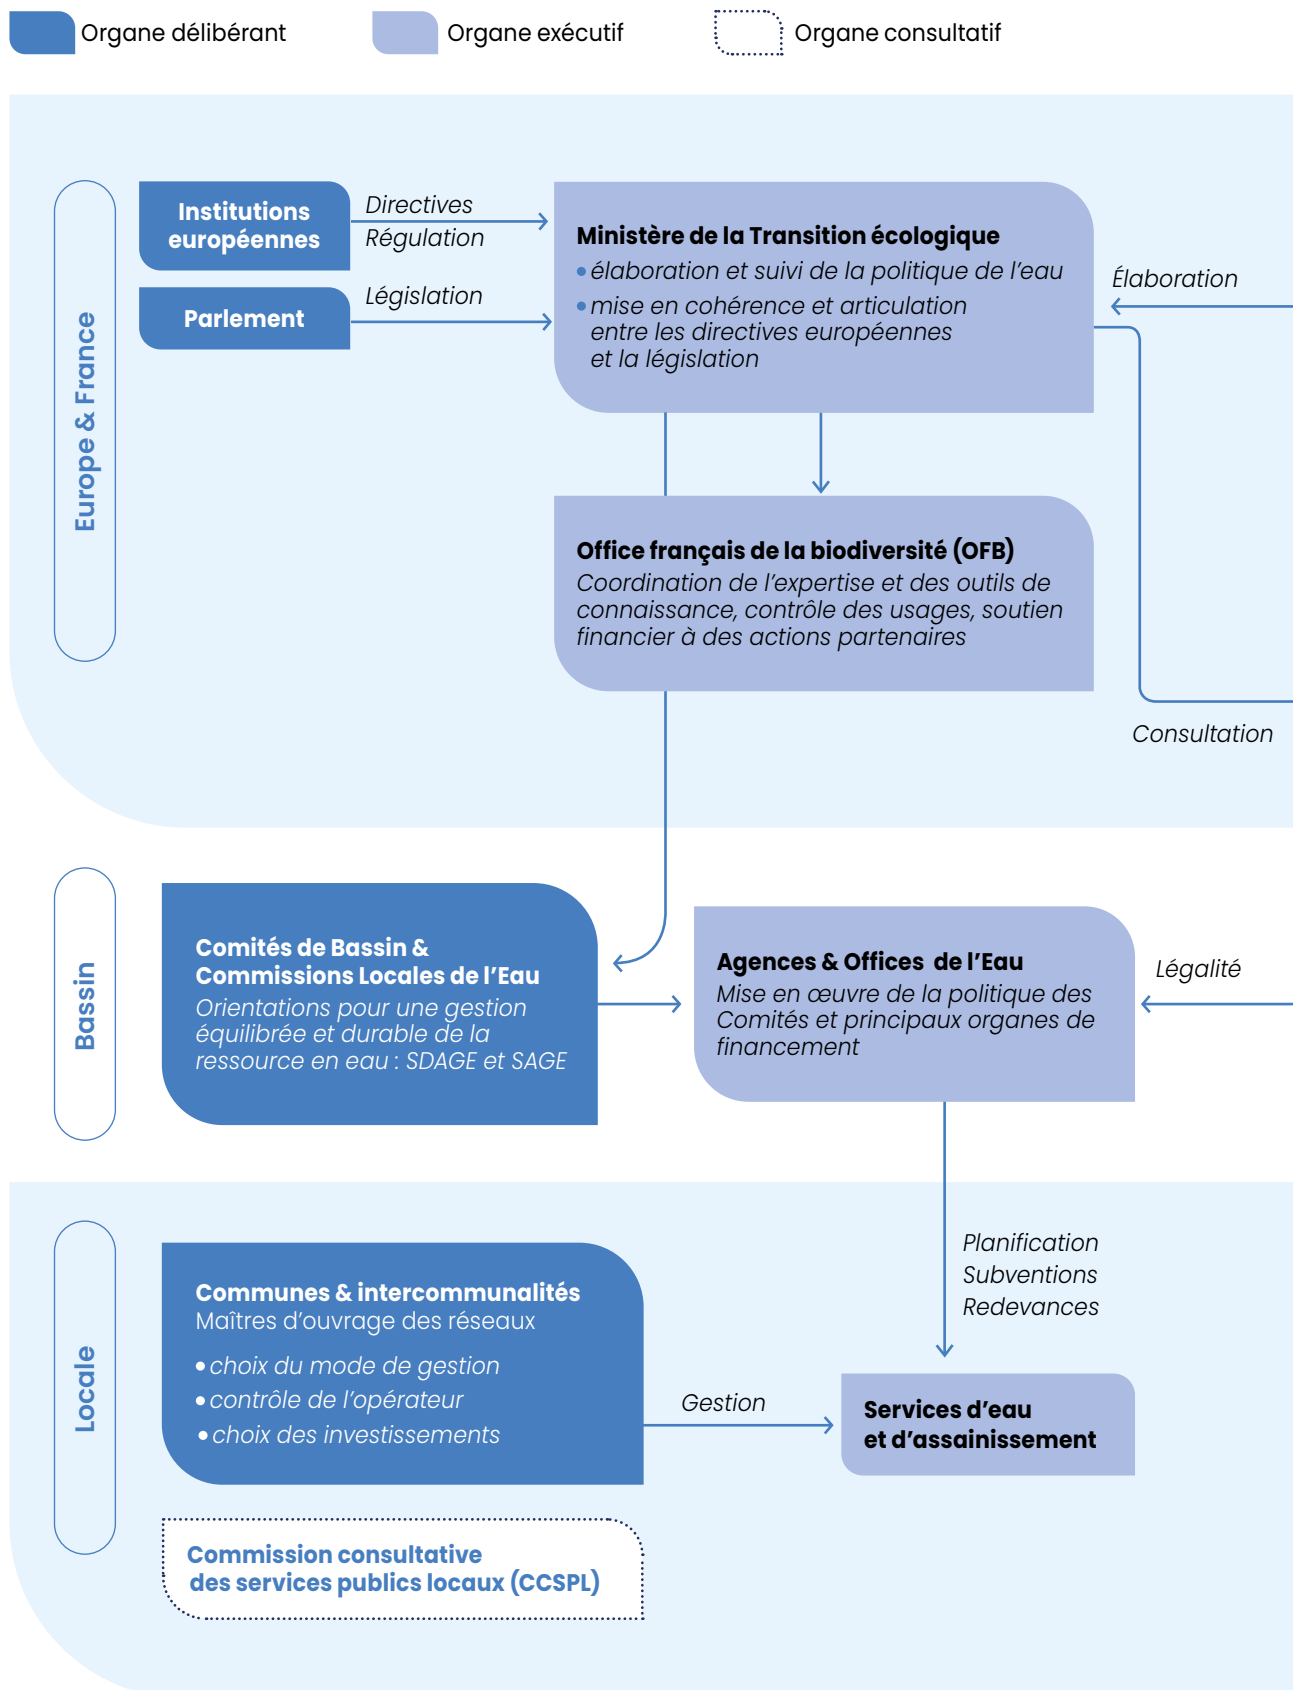 Organe délibérant
Organe exécutif
Organe consultatif
Europe & France
Institutions
européennes
Directives
Régulation
Parlement
Législation
Ministère de la Transition écologique
• élaboration et suivi de la politique de l’eau
• mise en cohérence et articulation
entre les directives européennes
et la législation
Élaboration
Office français de la biodiversité (OFB)
Coordination de l’expertise et des outils de
connaissance, contrôle des usages, soutien
financier à des actions partenaires
Consultation
Bassin
Comités de Bassin &
Commissions Locales de l’Eau
Orientations pour une gestion
équilibrée et durable de la
ressource en eau : SDAGE et SAGE
Agences & Offices de l’Eau
Mise en œuvre de la politique des
Comités et principaux organes de
financement
Légalité
Planification
Subventions
Redevances
Locale
Communes & intercommunalités
Maîtres d’ouvrage des réseaux
• choix du mode de gestion
• contrôle de l’opérateur
• choix des investissements
Gestion
Services d’eau
et d’assainissement
Commission consultative
des services publics locaux (CCSPL)